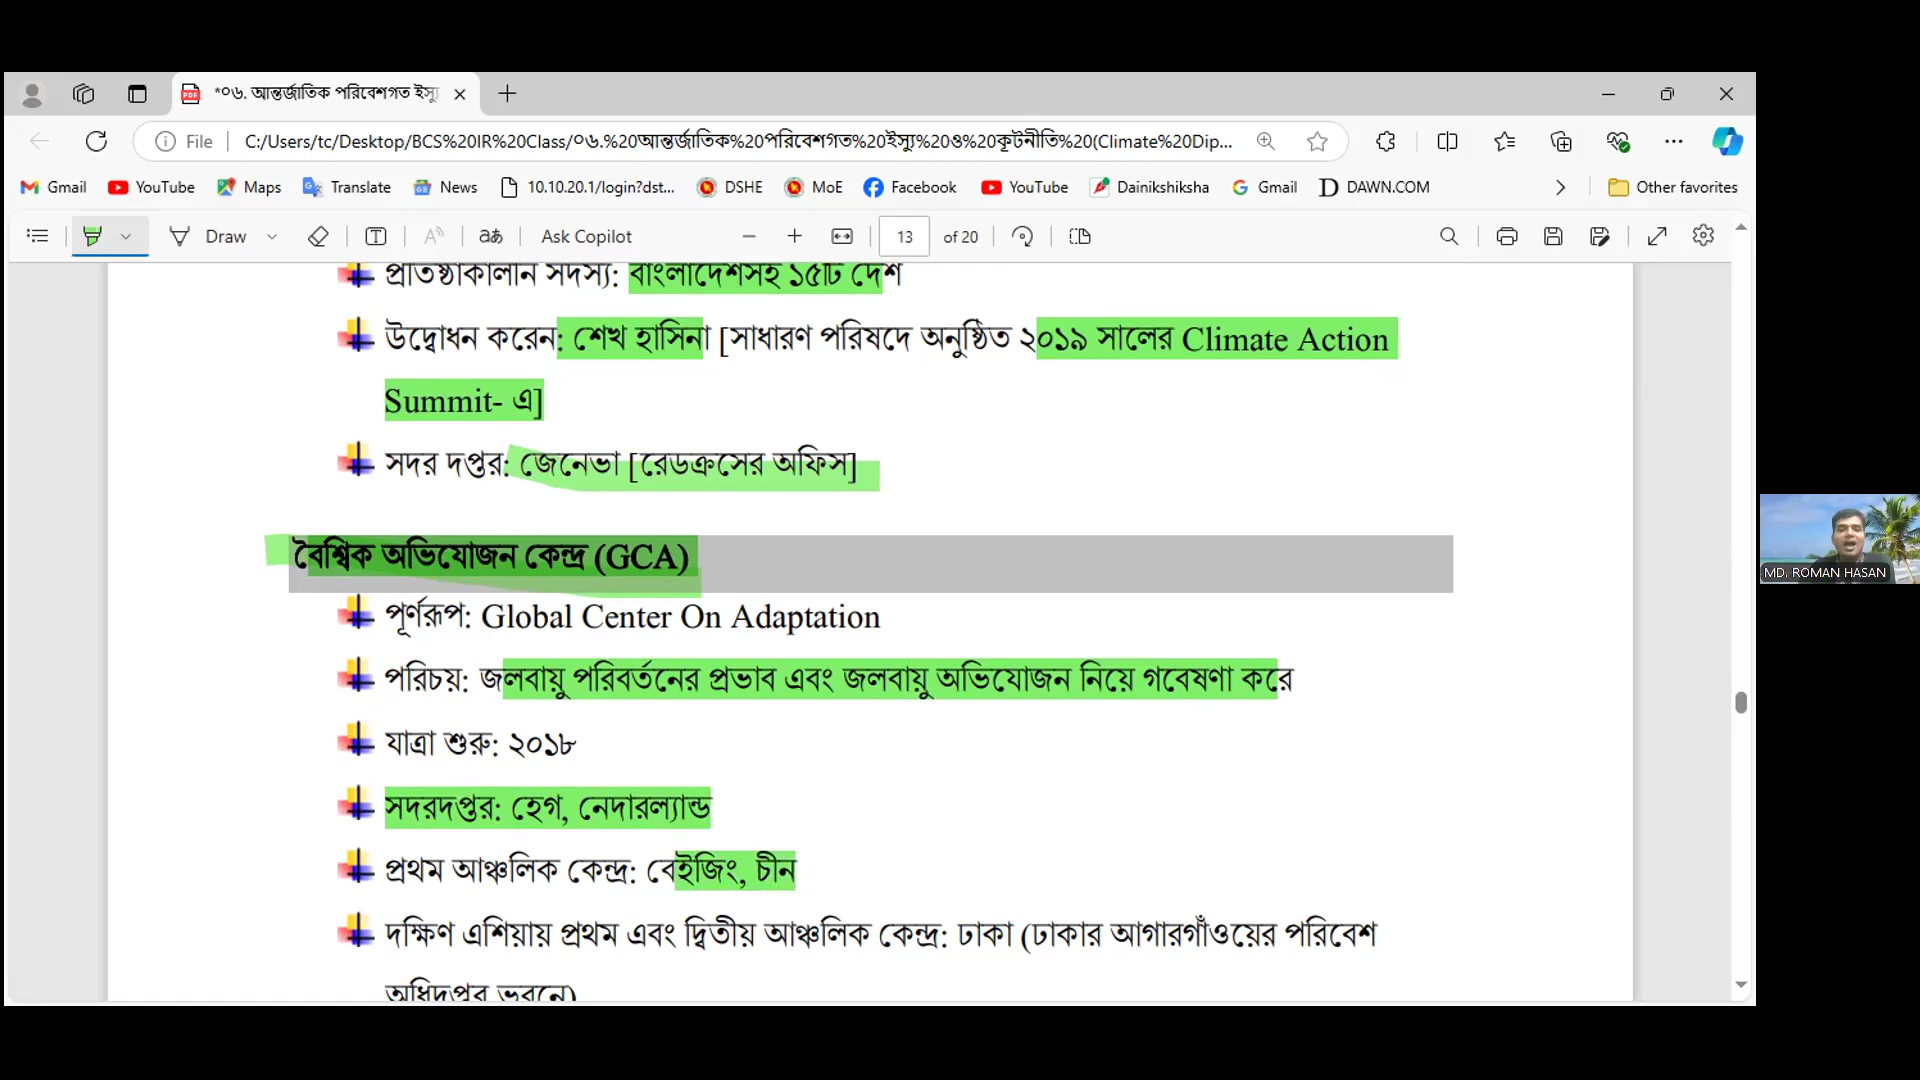 *০৬. আন্তর্জাতিক পরিবেশগত ইস্যু
File
C:/Users/tc/Desktop/BCS%20IR%20Class/০৬.%20আন্তর্জাতিক%20পরিবেশগত%20ইস্যু%20ও%20কূটনীতি%20(Climate%20Dip...
Gmail YouTube Maps Translate News 10.10.20.1/login?dst... DSHE MoE Facebook YouTube Dainikshiksha Gmail DAWN.COM Other favorites
Draw Ask Copilot 13 of 20
প্রতিষ্ঠাকালীন সদস্য: বাংলাদেশসহ ১৫টি দেশ
উদ্বোধন করেন: শেখ হাসিনা [সাধারণ পরিষদে অনুষ্ঠিত ২০১৯ সালের Climate Action
Summit- এ]
সদর দপ্তর: জেনেভা [রেডক্রসের অফিস]
বৈশ্বিক অভিযোজন কেন্দ্র (GCA)
পূর্ণরূপ: Global Center On Adaptation
পরিচয়: জলবায়ু পরিবর্তনের প্রভাব এবং জলবায়ু অভিযোজন নিয়ে গবেষণা করে
যাত্রা শুরু: ২০১৮
সদরদপ্তর: হেগ, নেদারল্যান্ড
প্রথম আঞ্চলিক কেন্দ্র: বেইজিং, চীন
দক্ষিণ এশিয়ায় প্রথম এবং দ্বিতীয় আঞ্চলিক কেন্দ্র: ঢাকা (ঢাকার আগারগাঁওয়ের পরিবেশ
অধিদপ্তর ভবনে)
MD. ROMAN HASAN